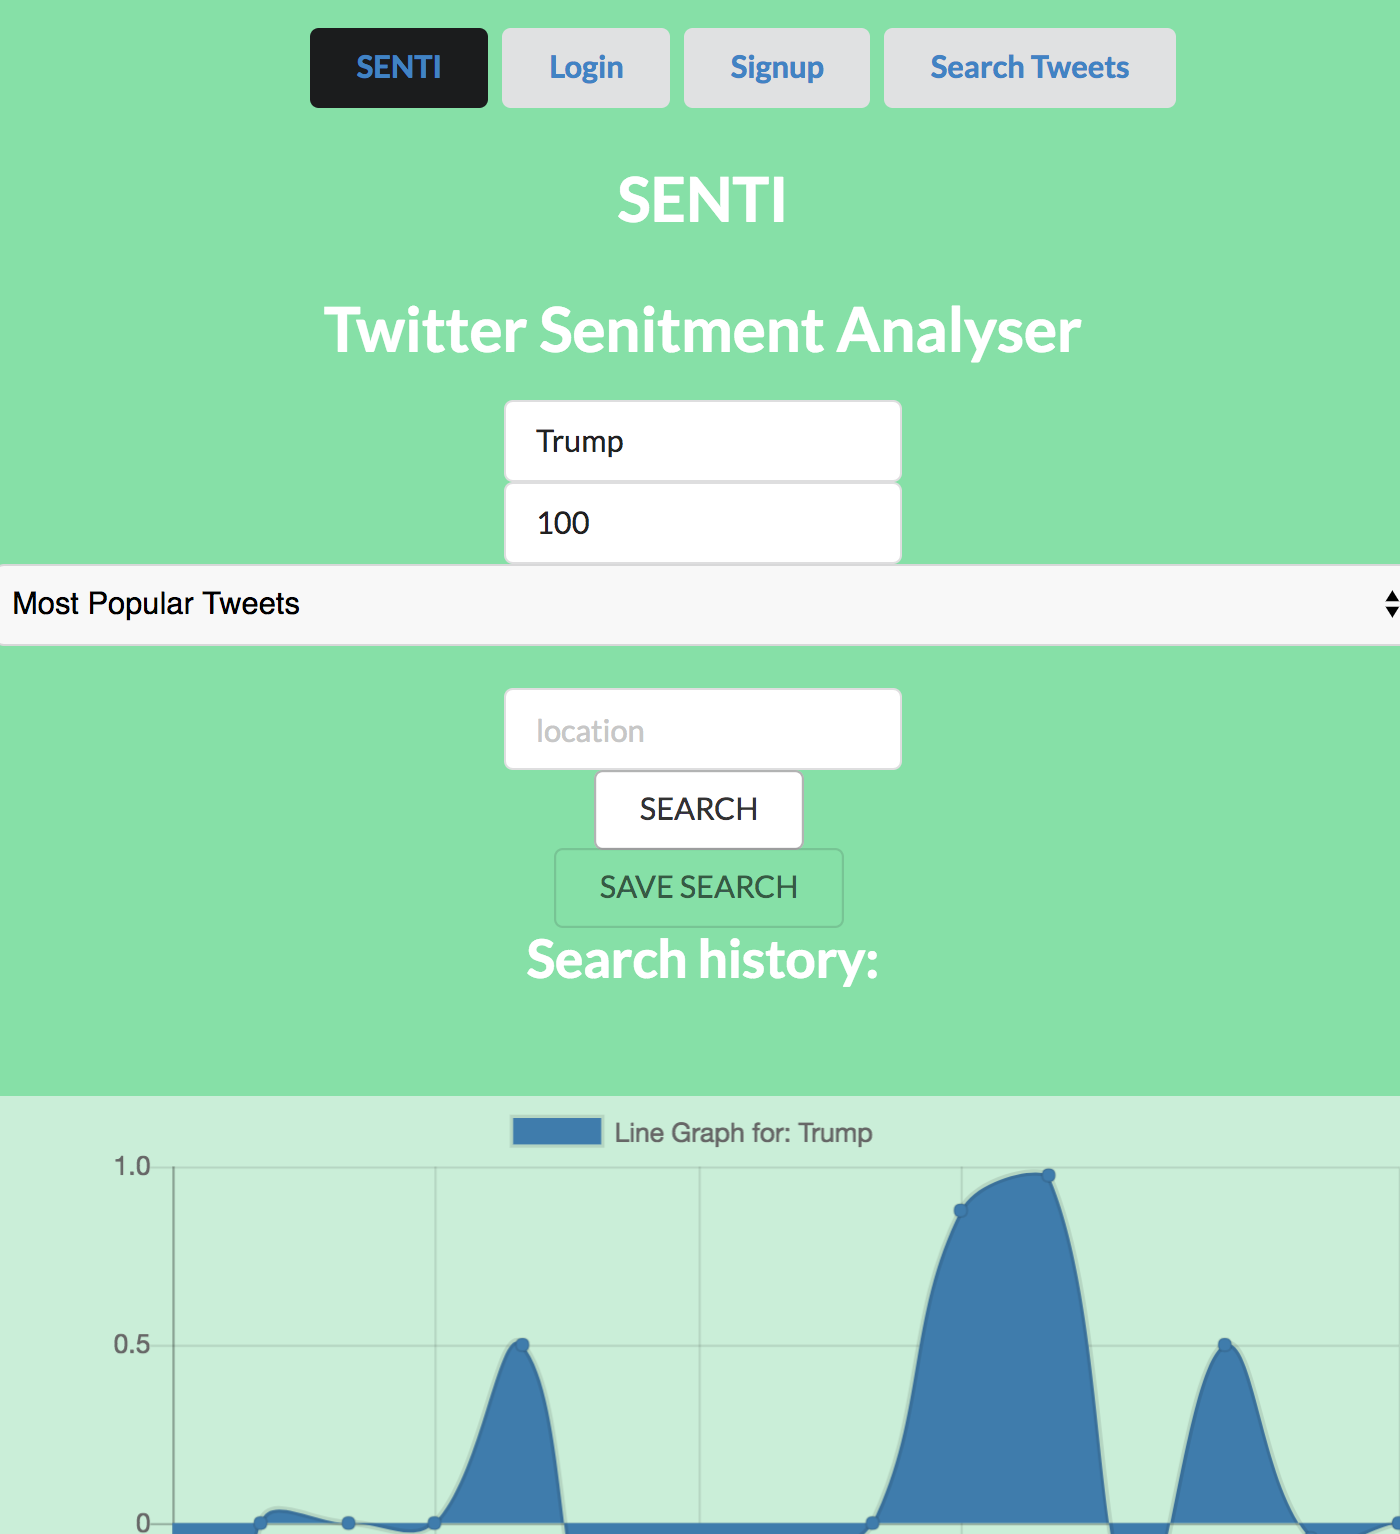 SENTI Login Signup Search Tweets
SENTI
Twitter Senitment Analyser
Trump
100
Most Popular Tweets
location
SEARCH
SAVE SEARCH
Search history:
Line Graph for: Trump
1.0
0.5
0